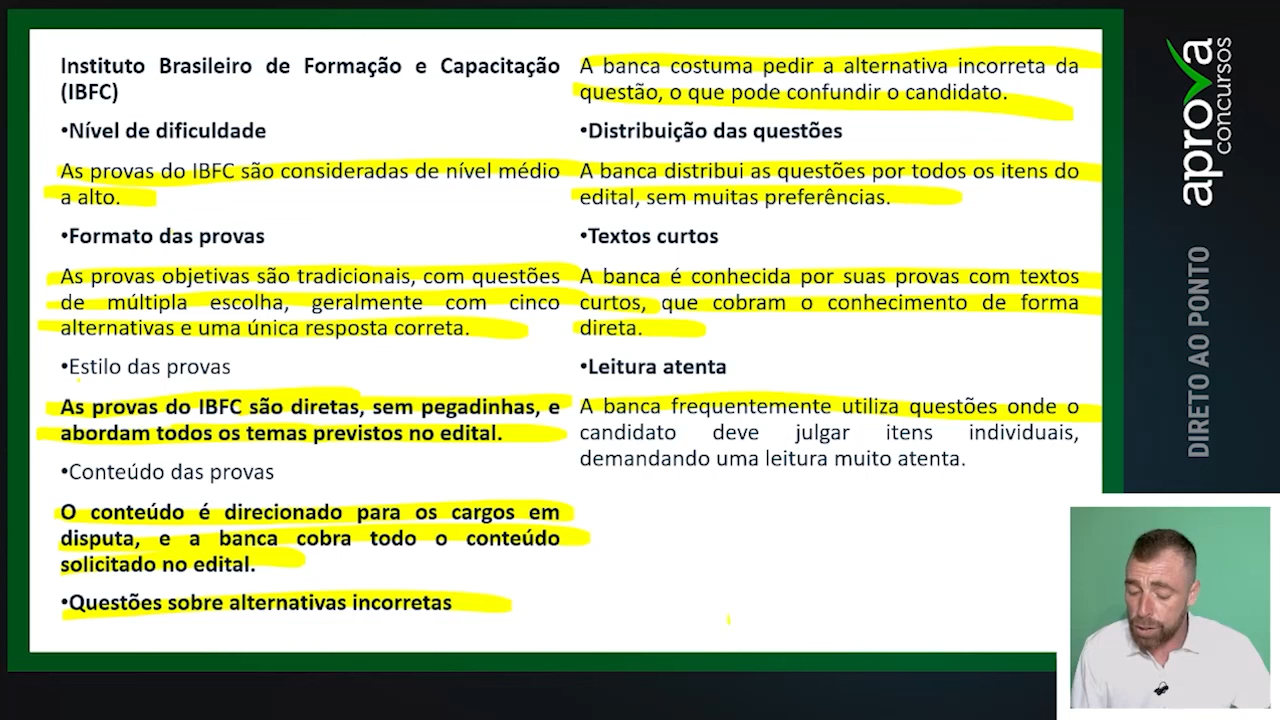 Instituto Brasileiro de Formação e Capacitação
(IBFC)
•Nível de dificuldade
As provas do IBFC são consideradas de nível médio
a alto.
•Formato das provas
As provas objetivas são tradicionais, com questões
de múltipla escolha, geralmente com cinco
alternativas e uma única resposta correta.
•Estilo das provas
As provas do IBFC são diretas, sem pegadinhas, e
abordam todos os temas previstos no edital.
•Conteúdo das provas
O conteúdo é direcionado para os cargos em
disputa, e a banca cobra todo o conteúdo
solicitado no edital.
•Questões sobre alternativas incorretas
A banca costuma pedir a alternativa incorreta da
questão, o que pode confundir o candidato.
•Distribuição das questões
A banca distribui as questões por todos os itens do
edital, sem muitas preferências.
•Textos curtos
A banca é conhecida por suas provas com textos
curtos, que cobram o conhecimento de forma
direta.
•Leitura atenta
A banca frequentemente utiliza questões onde o
candidato deve julgar itens individuais,
demandando uma leitura muito atenta.
aprova
concursos
DIRETO AO PONTO